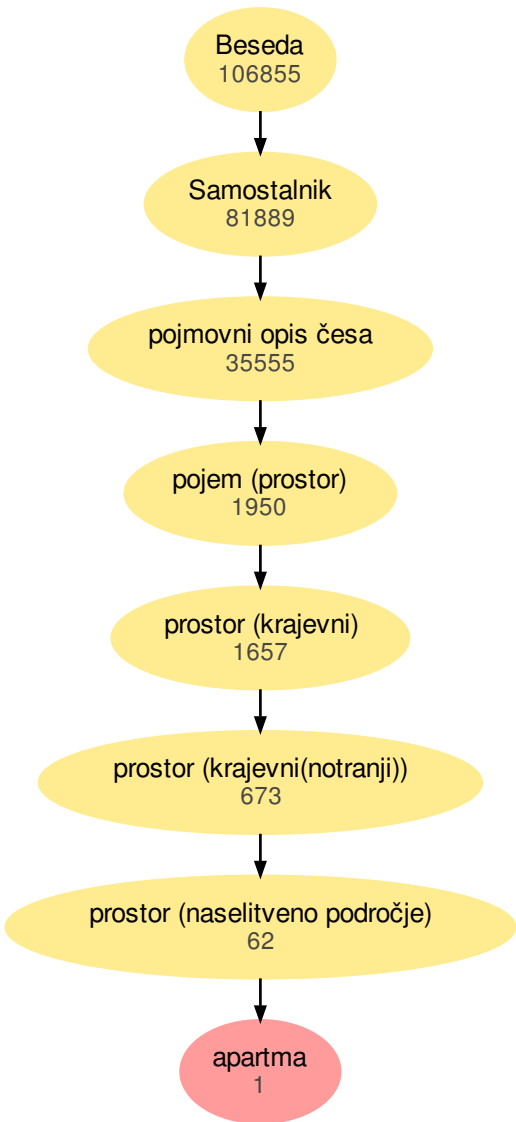 Beseda
106855
Samostalnik
81889
pojmovni opis česa
35555
pojem (prostor)
1950
prostor (krajevni)
1657
prostor (krajevni(notranji))
673
prostor (naselitveno področje)
62
apartma
1